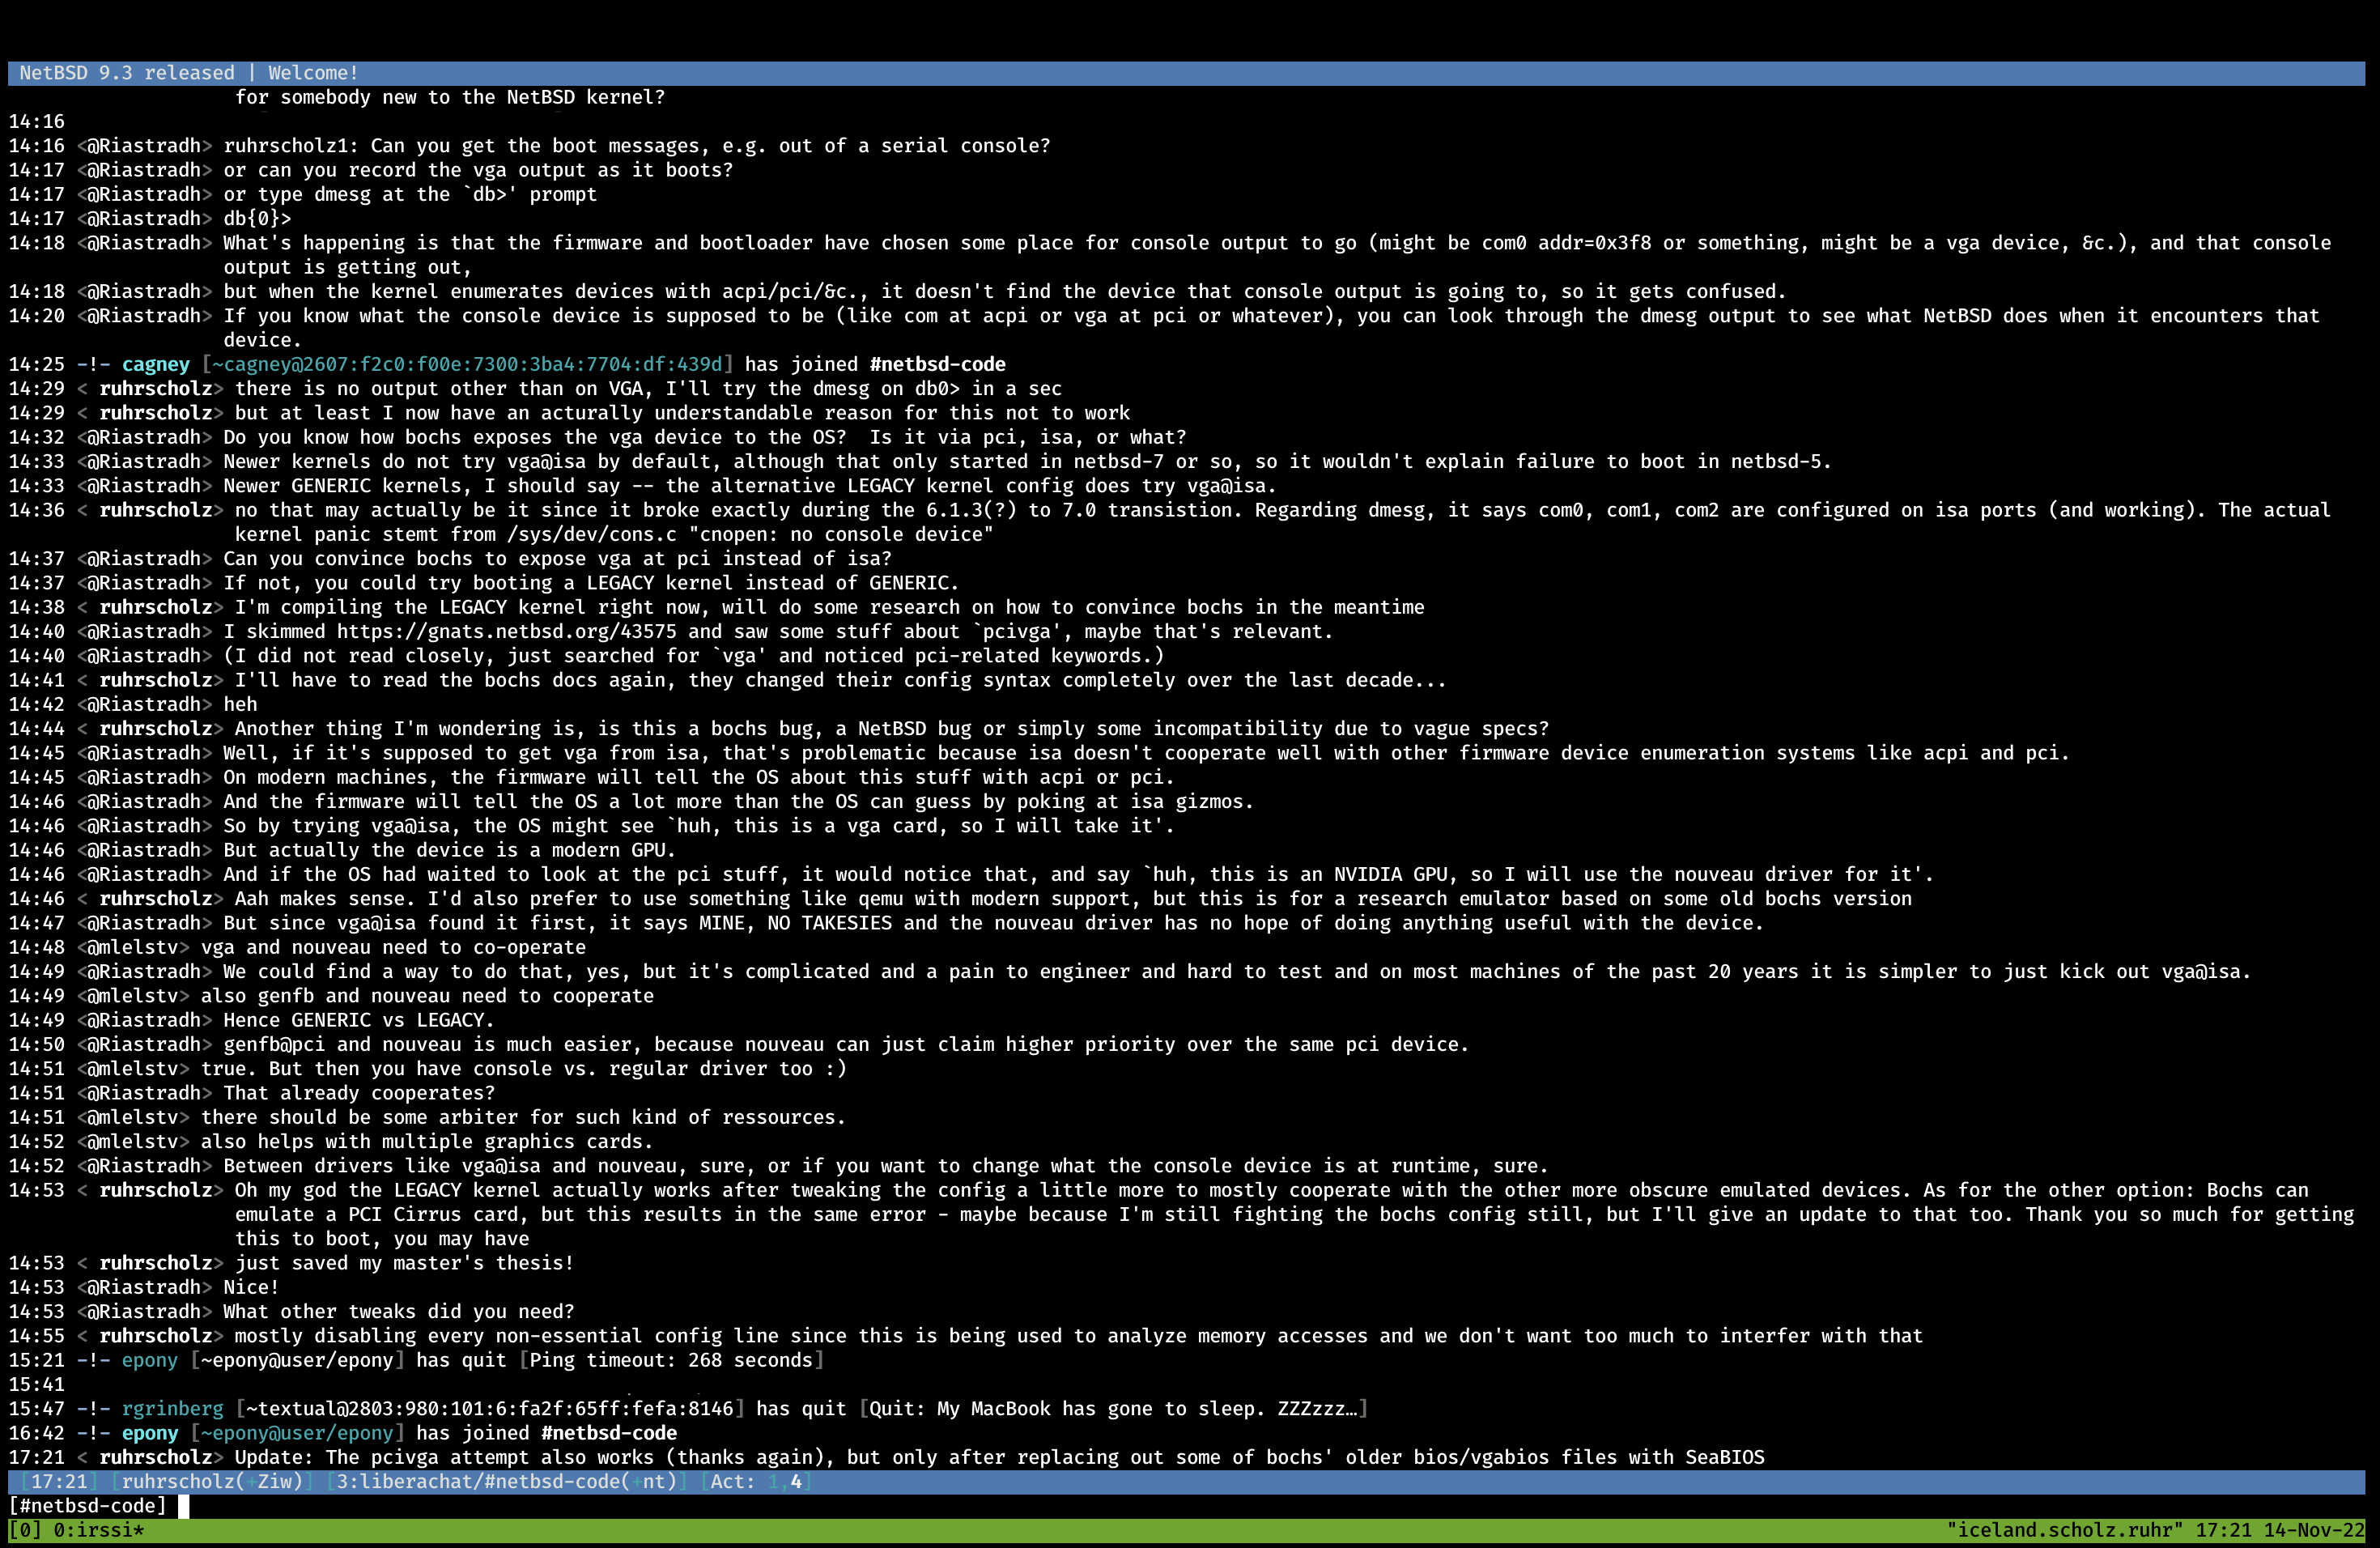 NetBSD 9.3 released | Welcome!
for somebody new to the NetBSD kernel?
14:16
14:16 <@Riastradh> ruhrscholz1: Can you get the boot messages, e.g. out of a serial console?
14:17 <@Riastradh> or can you record the vga output as it boots?
14:17 <@Riastradh> or type dmesg at the `db>' prompt
14:17 <@Riastradh> db{0}>
14:18 <@Riastradh> What's happening is that the firmware and bootloader have chosen some place for console output to go (might be com0 addr=0x3f8 or something, might be a vga device, &c.), and that console
output is getting out,
14:18 <@Riastradh> but when the kernel enumerates devices with acpi/pci/&c., it doesn't find the device that console output is going to, so it gets confused.
14:20 <@Riastradh> If you know what the console device is supposed to be (like com at acpi or vga at pci or whatever), you can look through the dmesg output to see what NetBSD does when it encounters that
device.
14:25 -!- cagney [~cagney@2607:f2c0:f00e:7300:3ba4:7704:df:439d] has joined #netbsd-code
14:29 < ruhrscholz> there is no output other than on VGA, I'll try the dmesg on db0> in a sec
14:29 < ruhrscholz> but at least I now have an acturally understandable reason for this not to work
14:32 <@Riastradh> Do you know how bochs exposes the vga device to the OS?  Is it via pci, isa, or what?
14:33 <@Riastradh> Newer kernels do not try vga@isa by default, although that only started in netbsd-7 or so, so it wouldn't explain failure to boot in netbsd-5.
14:33 <@Riastradh> Newer GENERIC kernels, I should say -- the alternative LEGACY kernel config does try vga@isa.
14:36 < ruhrscholz> no that may actually be it since it broke exactly during the 6.1.3(?) to 7.0 transistion. Regarding dmesg, it says com0, com1, com2 are configured on isa ports (and working). The actual
kernel panic stemt from /sys/dev/cons.c "cnopen: no console device"
14:37 <@Riastradh> Can you convince bochs to expose vga at pci instead of isa?
14:37 <@Riastradh> If not, you could try booting a LEGACY kernel instead of GENERIC.
14:38 < ruhrscholz> I'm compiling the LEGACY kernel right now, will do some research on how to convince bochs in the meantime
14:40 <@Riastradh> I skimmed https://gnats.netbsd.org/43575 and saw some stuff about `pcivga', maybe that's relevant.
14:40 <@Riastradh> (I did not read closely, just searched for `vga' and noticed pci-related keywords.)
14:41 < ruhrscholz> I'll have to read the bochs docs again, they changed their config syntax completely over the last decade...
14:42 <@Riastradh> heh
14:44 < ruhrscholz> Another thing I'm wondering is, is this a bochs bug, a NetBSD bug or simply some incompatibility due to vague specs?
14:45 <@Riastradh> Well, if it's supposed to get vga from isa, that's problematic because isa doesn't cooperate well with other firmware device enumeration systems like acpi and pci.
14:45 <@Riastradh> On modern machines, the firmware will tell the OS about this stuff with acpi or pci.
14:46 <@Riastradh> And the firmware will tell the OS a lot more than the OS can guess by poking at isa gizmos.
14:46 <@Riastradh> So by trying vga@isa, the OS might see `huh, this is a vga card, so I will take it'.
14:46 <@Riastradh> But actually the device is a modern GPU.
14:46 <@Riastradh> And if the OS had waited to look at the pci stuff, it would notice that, and say `huh, this is an NVIDIA GPU, so I will use the nouveau driver for it'.
14:46 < ruhrscholz> Aah makes sense. I'd also prefer to use something like qemu with modern support, but this is for a research emulator based on some old bochs version
14:47 <@Riastradh> But since vga@isa found it first, it says MINE, NO TAKESIES and the nouveau driver has no hope of doing anything useful with the device.
14:48 <@mlelstv> vga and nouveau need to co-operate
14:49 <@Riastradh> We could find a way to do that, yes, but it's complicated and a pain to engineer and hard to test and on most machines of the past 20 years it is simpler to just kick out vga@isa.
14:49 <@mlelstv> also genfb and nouveau need to cooperate
14:49 <@Riastradh> Hence GENERIC vs LEGACY.
14:50 <@Riastradh> genfb@pci and nouveau is much easier, because nouveau can just claim higher priority over the same pci device.
14:51 <@mlelstv> true. But then you have console vs. regular driver too :)
14:51 <@Riastradh> That already cooperates?
14:51 <@mlelstv> there should be some arbiter for such kind of ressources.
14:52 <@mlelstv> also helps with multiple graphics cards.
14:52 <@Riastradh> Between drivers like vga@isa and nouveau, sure, or if you want to change what the console device is at runtime, sure.
14:53 < ruhrscholz> Oh my god the LEGACY kernel actually works after tweaking the config a little more to mostly cooperate with the other more obscure emulated devices. As for the other option: Bochs can
emulate a PCI Cirrus card, but this results in the same error - maybe because I'm still fighting the bochs config still, but I'll give an update to that too. Thank you so much for getting
this to boot, you may have
14:53 < ruhrscholz> just saved my master's thesis!
14:53 <@Riastradh> Nice!
14:53 <@Riastradh> What other tweaks did you need?
14:55 < ruhrscholz> mostly disabling every non-essential config line since this is being used to analyze memory accesses and we don't want too much to interfer with that
15:21 -!- epony [~epony@user/epony] has quit [Ping timeout: 268 seconds]
15:41
15:47 -!- rgrinberg [~textual@2803:980:101:6:fa2f:65ff:fefa:8146] has quit [Quit: My MacBook has gone to sleep. ZZZzzz…]
16:42 -!- epony [~epony@user/epony] has joined #netbsd-code
17:21 < ruhrscholz> Update: The pcivga attempt also works (thanks again), but only after replacing out some of bochs' older bios/vgabios files with SeaBIOS
[17:21] [ruhrscholz(+Ziw)] [3:liberachat/#netbsd-code(+nt)] [Act: 1,4]
[#netbsd-code]
[0] 0:irssi* "iceland.scholz.ruhr" 17:21 14-Nov-22